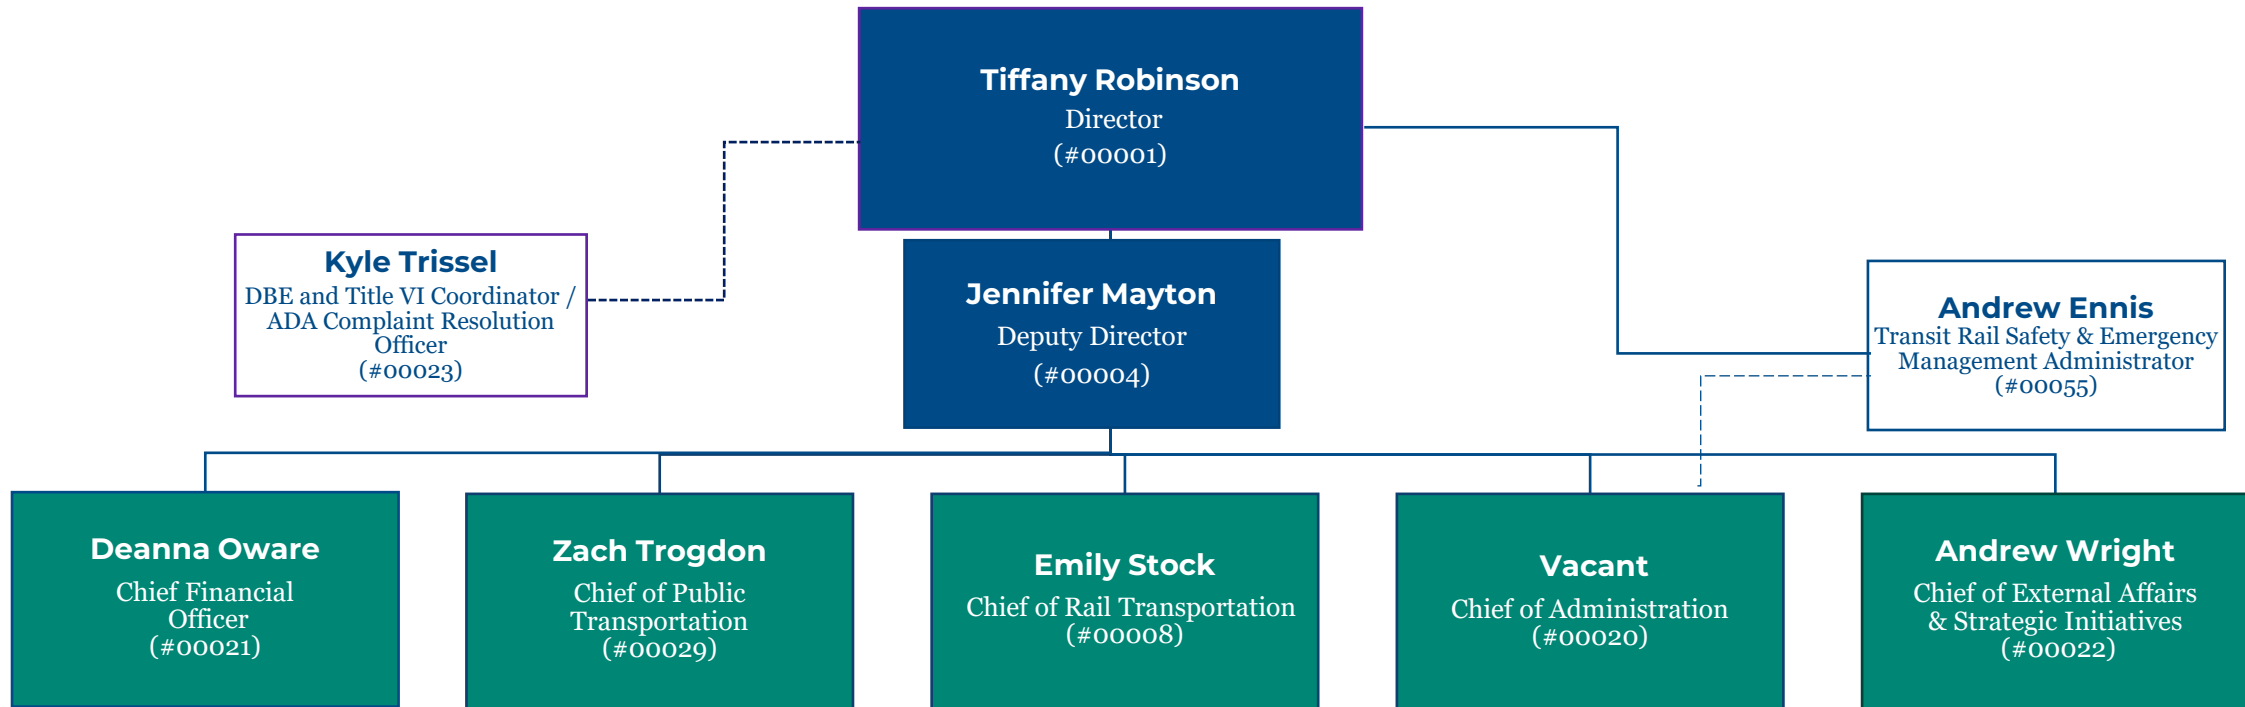 Tiffany Robinson
Director
(#00001)
Kyle Trissel
DBE and Title VI Coordinator /
ADA Complaint Resolution
Officer
(#00023)
Jennifer Mayton
Deputy Director
(#00004)
Andrew Ennis
Transit Rail Safety & Emergency
Management Administrator
(#00055)
Deanna Oware
Chief Financial
Officer
(#00021)
Zach Trogdon
Chief of Public
Transportation
(#00029)
Emily Stock
Chief of Rail Transportation
(#00008)
Vacant
Chief of Administration
(#00020)
Andrew Wright
Chief of External Affairs
& Strategic Initiatives
(#00022)